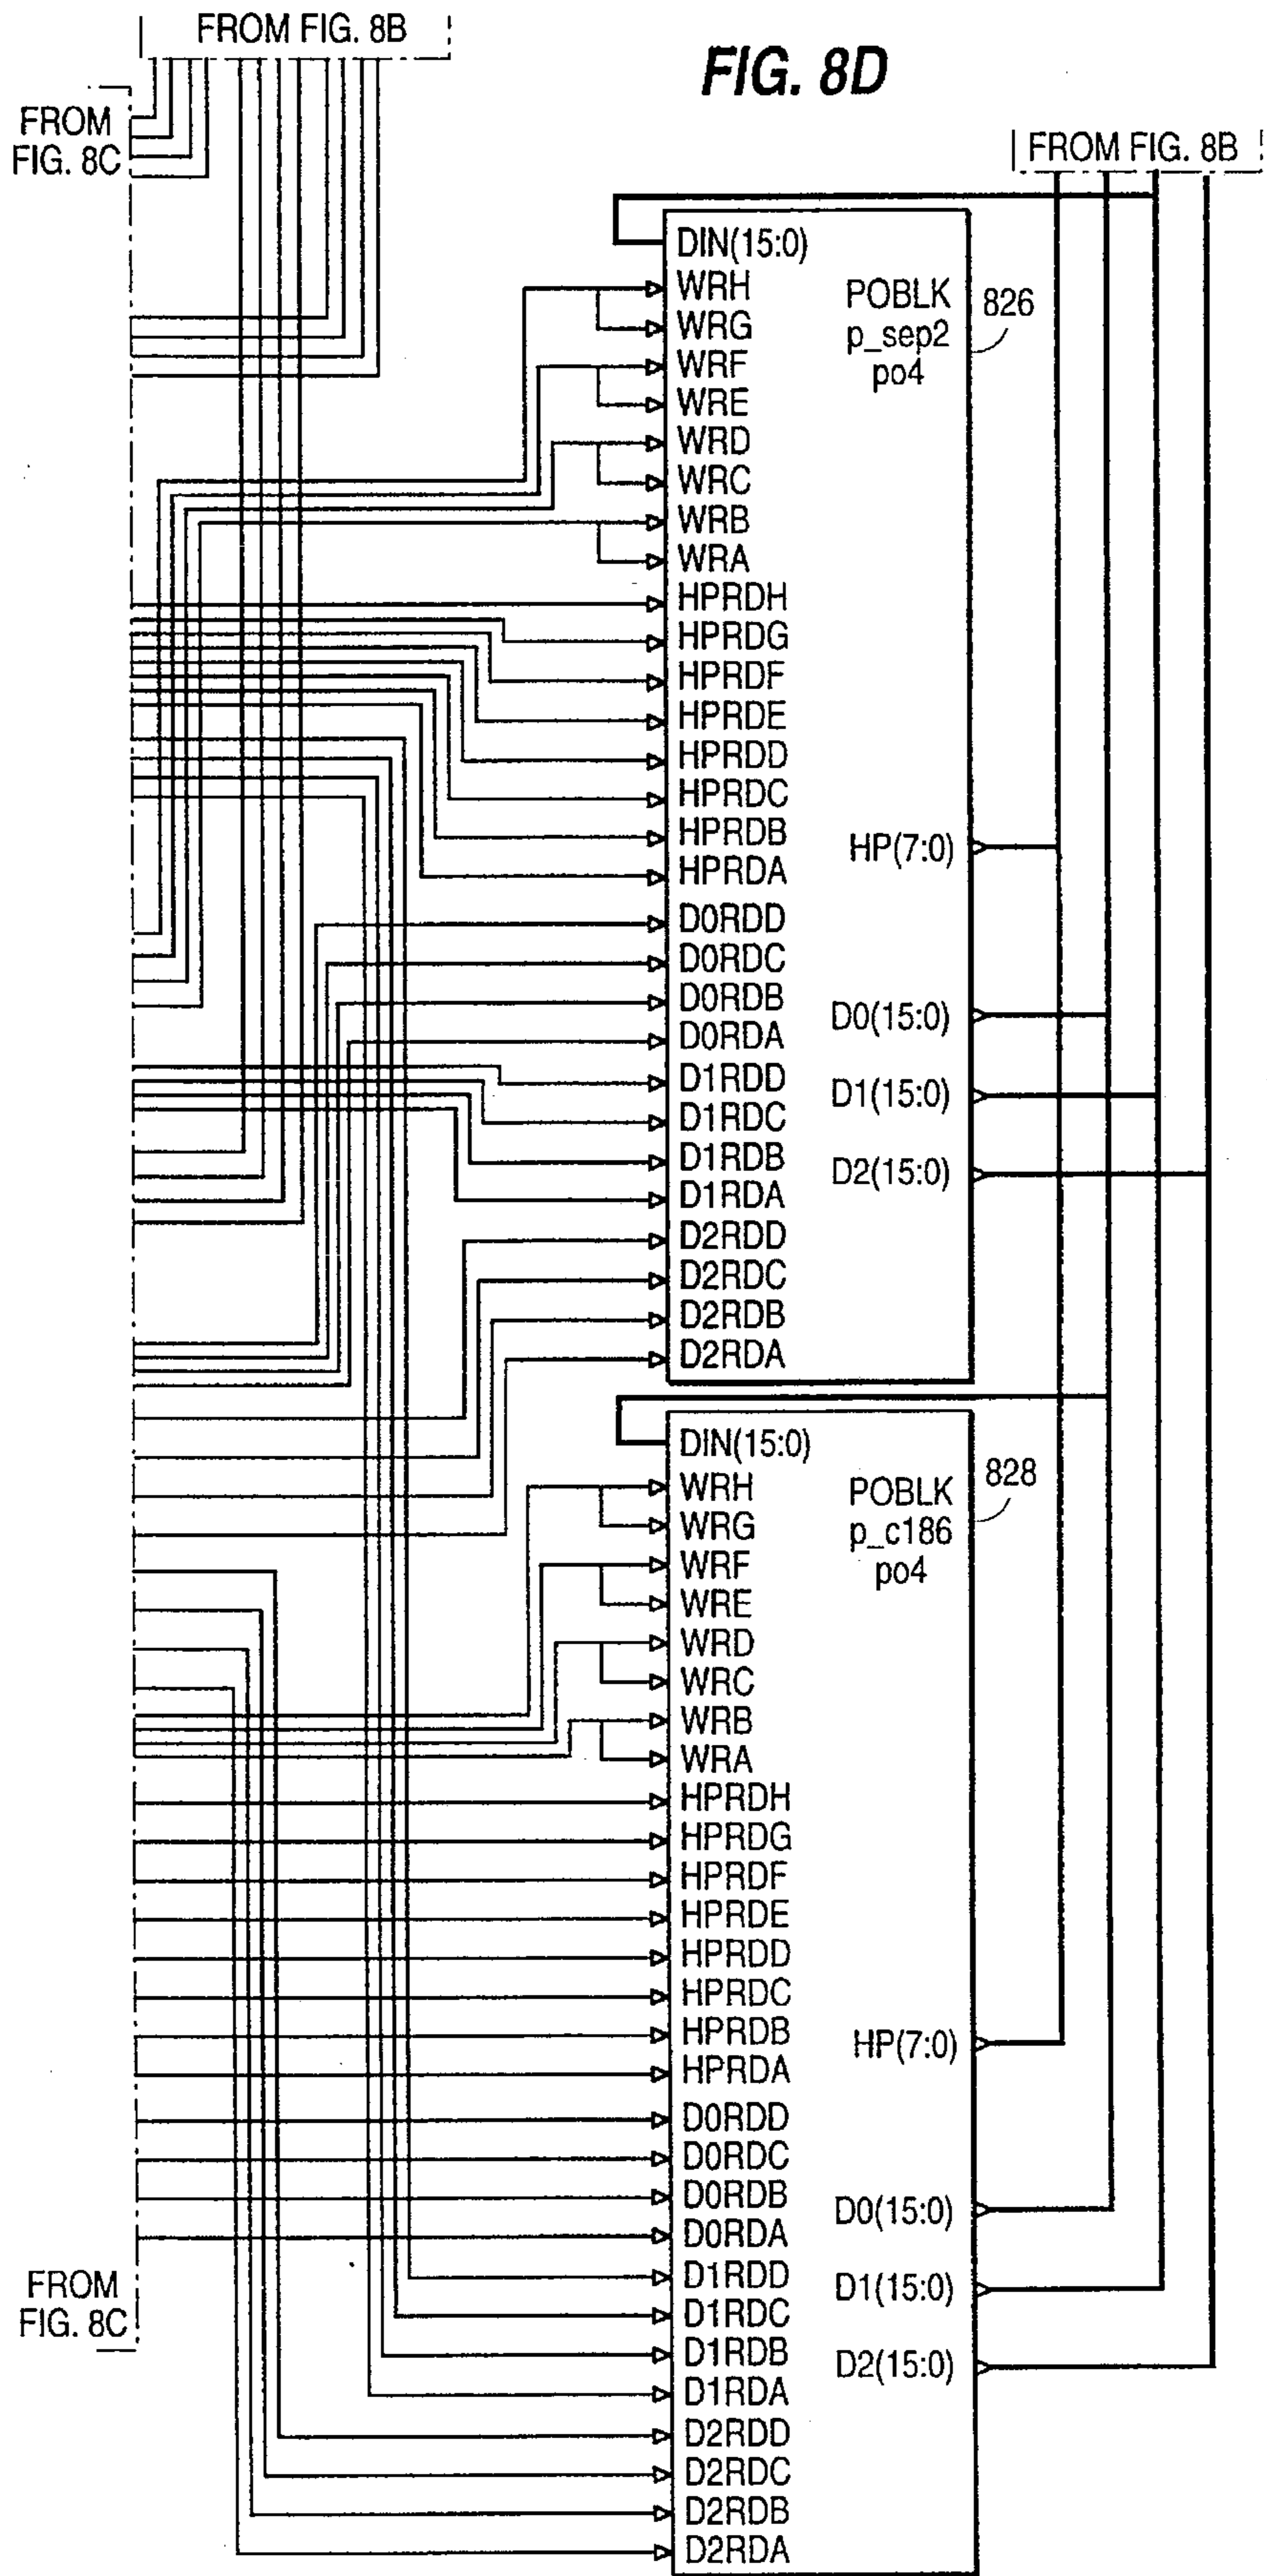 FROM FIG. 8B
FIG. 8D
FROM
FIG. 8C
FROM FIG. 8B
DIN(15:0)
WRH
WRG
WRF
WRE
WRD
WRC
WRB
WRA
HPRDH
HPRDG
HPRDF
HPRDE
HPRDD
HPRDC
HPRDB
HPRDA
D0RDD
D0RDC
D0RDB
D0RDA
D1RDD
D1RDC
D1RDB
D1RDA
D2RDD
D2RDC
D2RDB
D2RDA
POBLK
p_sep2
po4
826
HP(7:0)
D0(15:0)
D1(15:0)
D2(15:0)
DIN(15:0)
WRH
WRG
WRF
WRE
WRD
WRC
WRB
WRA
HPRDH
HPRDG
HPRDF
HPRDE
HPRDD
HPRDC
HPRDB
HPRDA
D0RDD
D0RDC
D0RDB
D0RDA
D1RDD
D1RDC
D1RDB
D1RDA
D2RDD
D2RDC
D2RDB
D2RDA
POBLK
p_c186
po4
828
HP(7:0)
D0(15:0)
D1(15:0)
D2(15:0)
FROM
FIG. 8C